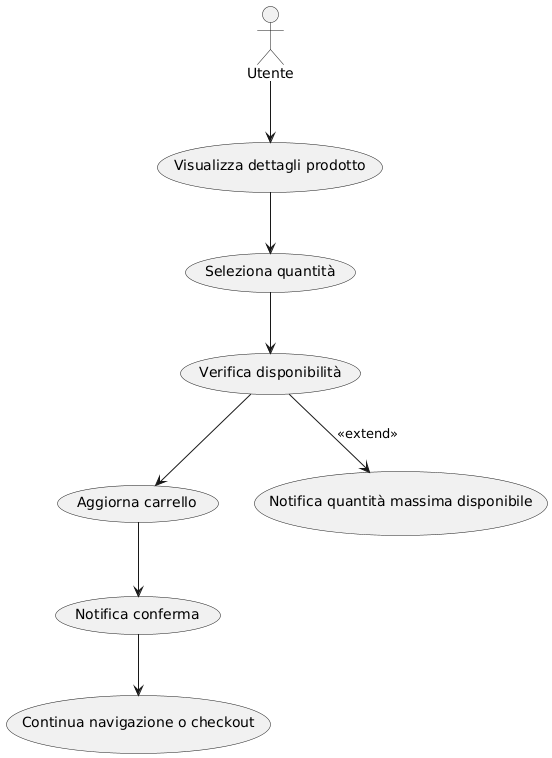 Utente
Visualizza dettagli prodotto
Seleziona quantità
Verifica disponibilità
«extend»
Aggiorna carrello
Notifica quantità massima disponibile
Notifica conferma
Continua navigazione o checkout